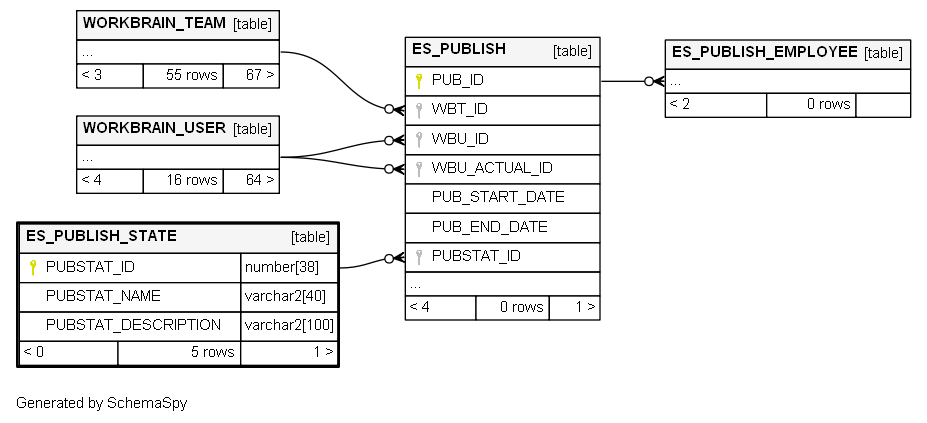 WORKBRAIN_TEAM [table]
...
< 3 55 rows 67 >
WORKBRAIN_USER [table]
...
< 4 16 rows 64 >
ES_PUBLISH_STATE [table]
PUBSTAT_ID number[38]
PUBSTAT_NAME varchar2[40]
PUBSTAT_DESCRIPTION varchar2[100]
< 0 5 rows 1 >
ES_PUBLISH [table]
PUB_ID
WBT_ID
WBU_ID
WBU_ACTUAL_ID
PUB_START_DATE
PUB_END_DATE
PUBSTAT_ID
...
< 4 0 rows 1 >
ES_PUBLISH_EMPLOYEE [table]
...
< 2 0 rows
Generated by SchemaSpy